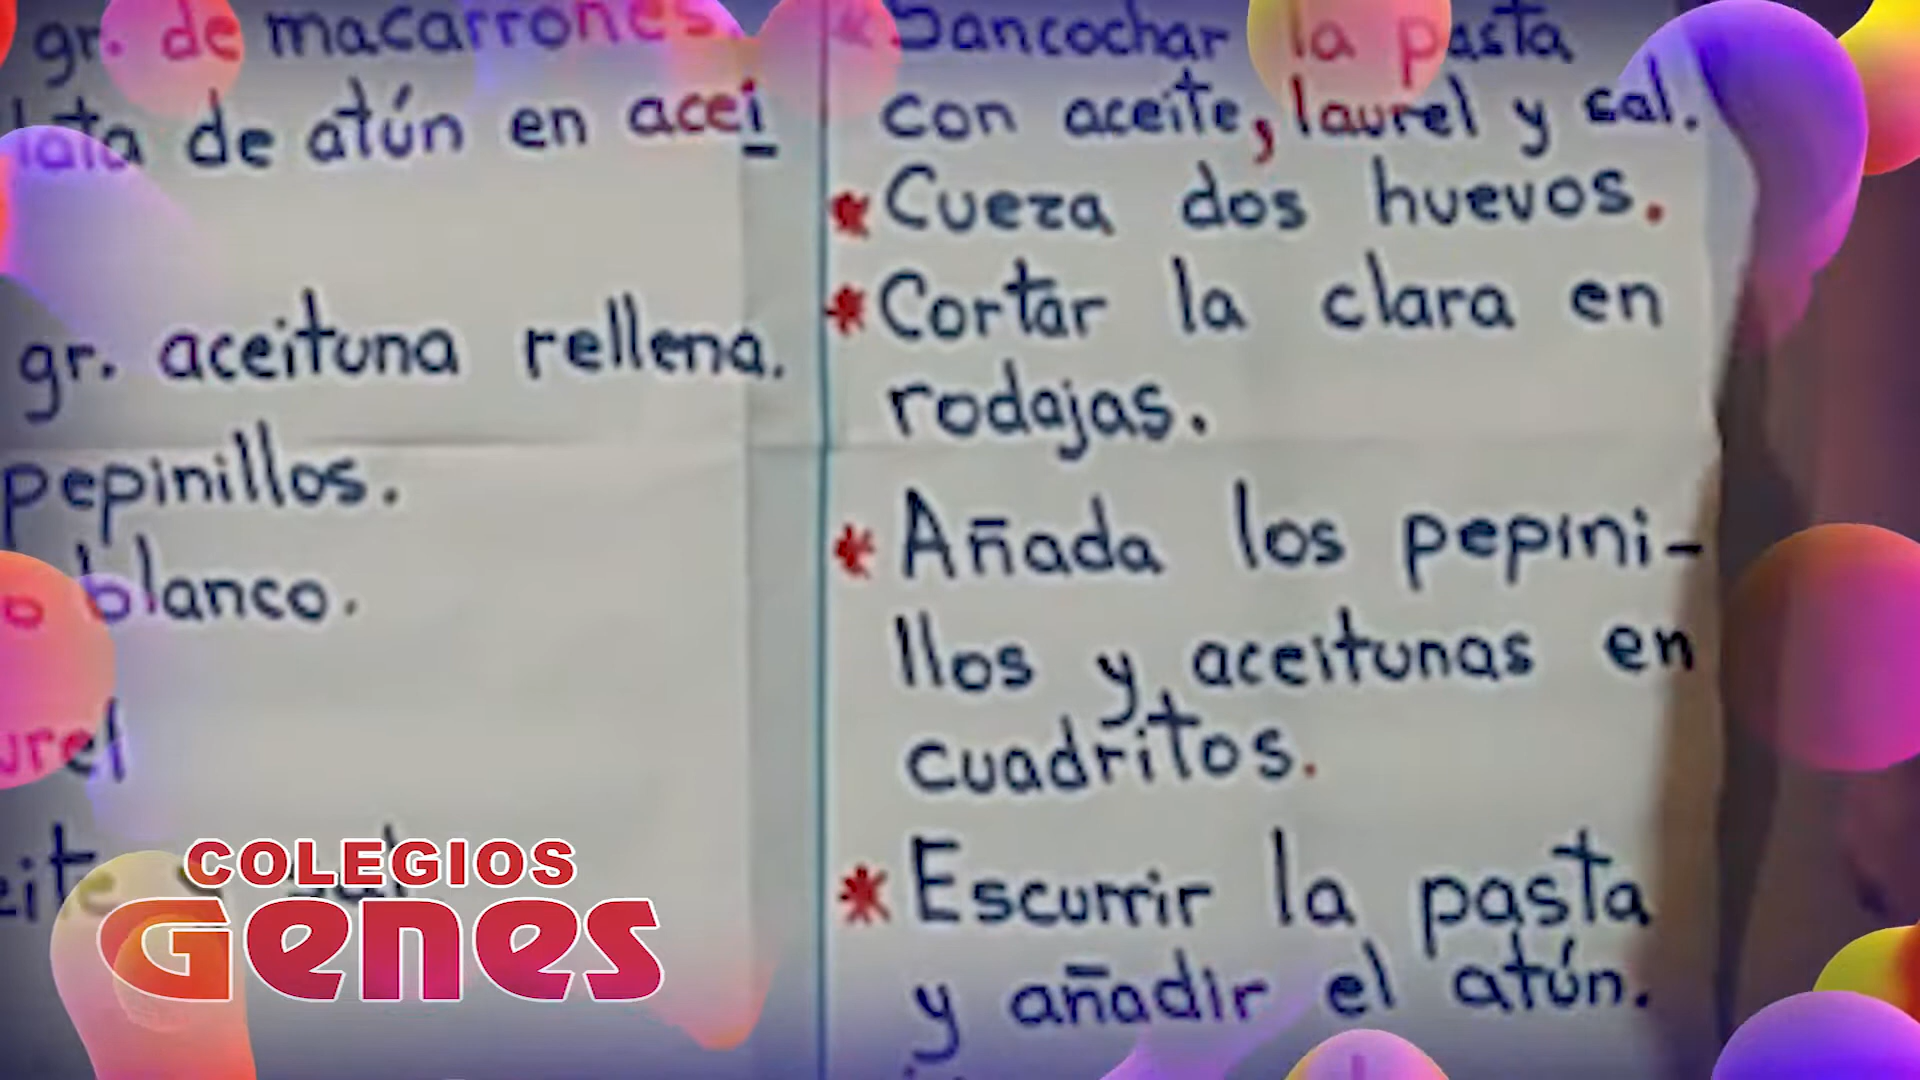 gr. de macarrones.
lata de atún en acei
gr. aceituna rellena.
pepinillos.
blanco.
* Sancochar la pasta
con aceite, laurel y sal.
* Cueza dos huevos.
* Cortar la clara en
rodajas.
* Añada los pepini-
llos y aceitunas en
cuadritos.
* Escurrir la pasta
y añadir el atún.
COLEGIOS
GENES